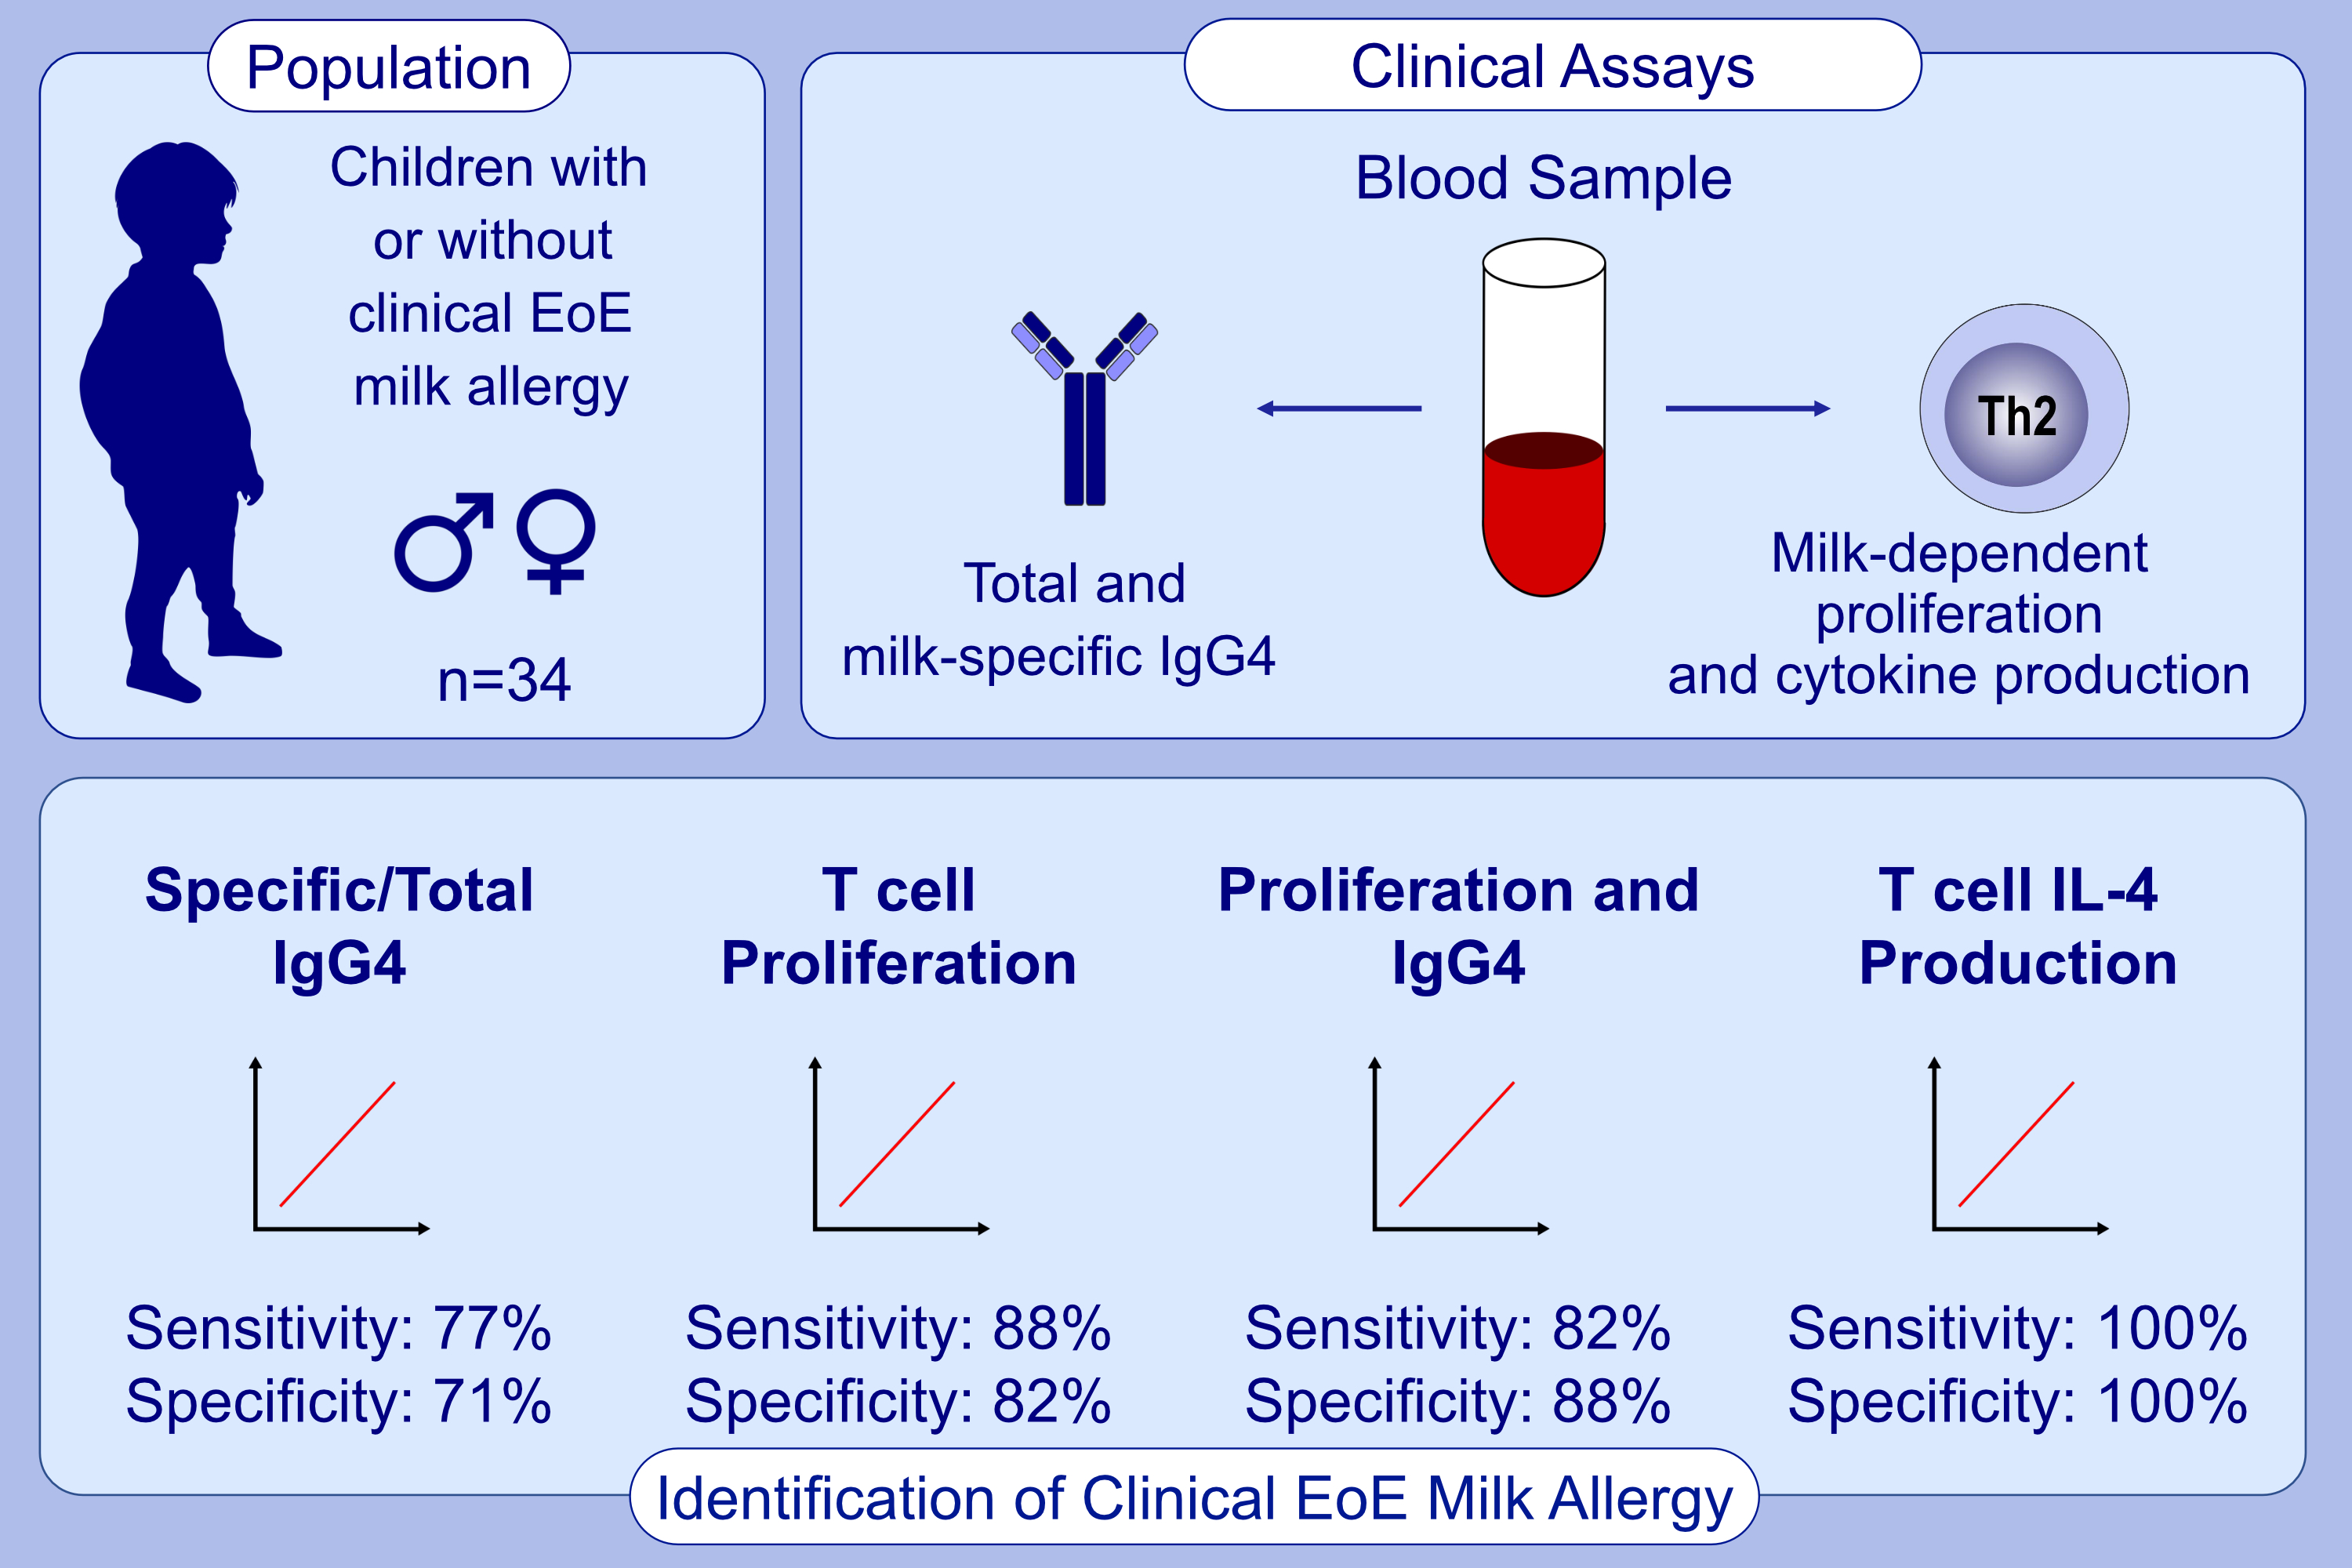 Population
Children with
or without
clinical EoE
milk allergy
n=34
Clinical Assays
Blood Sample
Total and
milk-specific IgG4
Th2
Milk-dependent
proliferation
and cytokine production
Specific/Total
IgG4
Sensitivity: 77%
Specificity: 71%
T cell
Proliferation
Sensitivity: 88%
Specificity: 82%
Proliferation and
IgG4
Sensitivity: 82%
Specificity: 88%
T cell IL-4
Production
Sensitivity: 100%
Specificity: 100%
Identification of Clinical EoE Milk Allergy